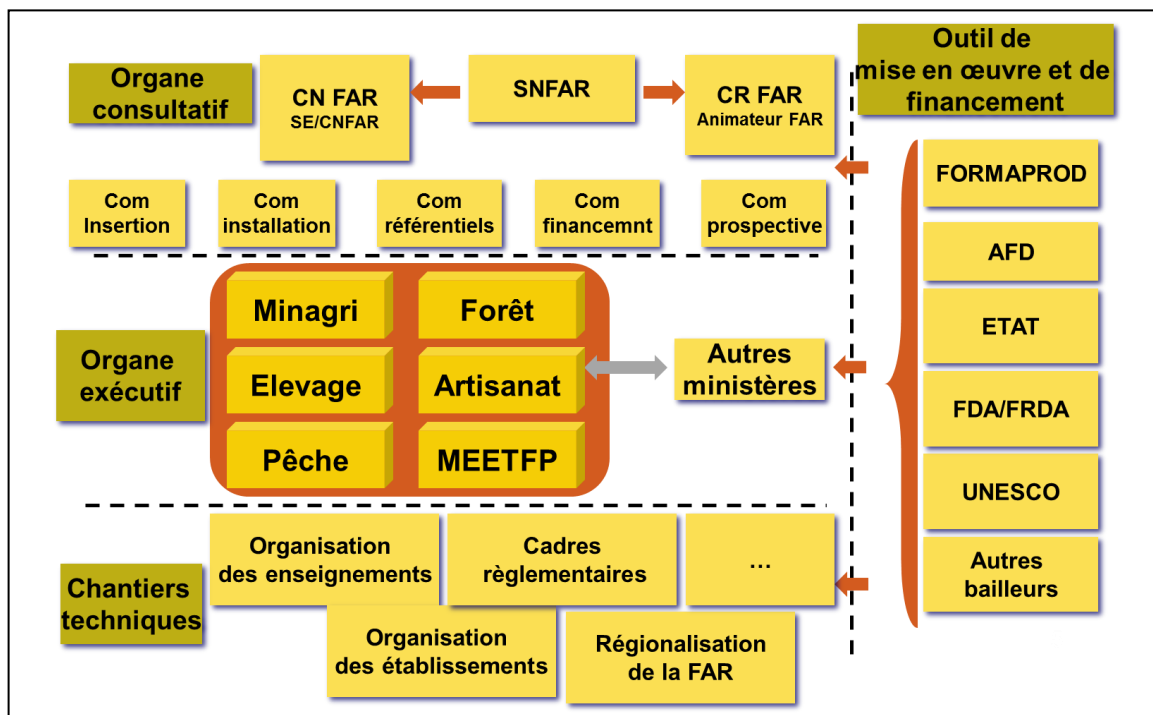 Organe
consultatif
CN FAR
SE/CNFAR
SNFAR
CR FAR
Animateur FAR
Outil de
mise en œuvre et de
financement
Com
Insertion
Com
installation
Com
référentiels
Com
financemnt
Com
prospective
FORMAPROD
AFD
ETAT
FDA/FRDA
UNESCO
Autres
bailleurs
Organe
exécutif
Minagri
Forêt
Elevage
Artisanat
Pêche
MEETFP
Autres
ministères
Chantiers
techniques
Organisation
des enseignements
Cadres
règlementaires
...
Organisation
des établissements
Régionalisation
de la FAR